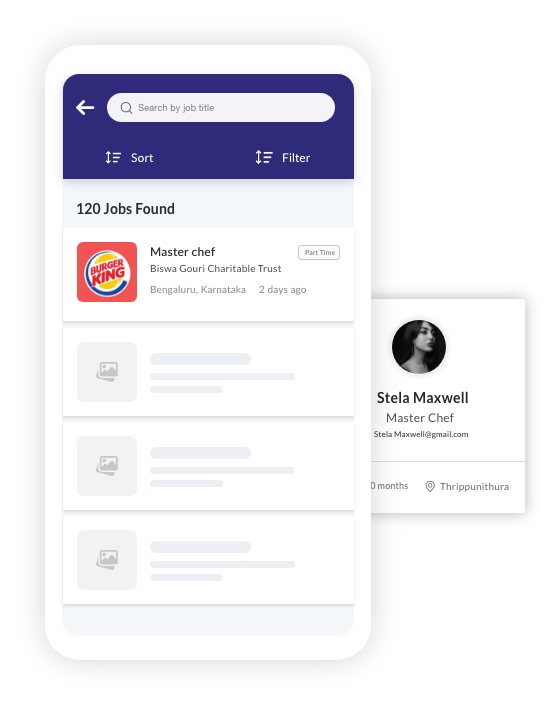 Search by job title
Sort
Filter
120 Jobs Found
BURGER
KING
Master chef
Part Time
Biswa Gouri Charitable Trust
Bengaluru, Karnataka 2 days ago
Stela Maxwell
Master Chef
Stela Maxwell@gmail.com
0 months
Thrippunithura